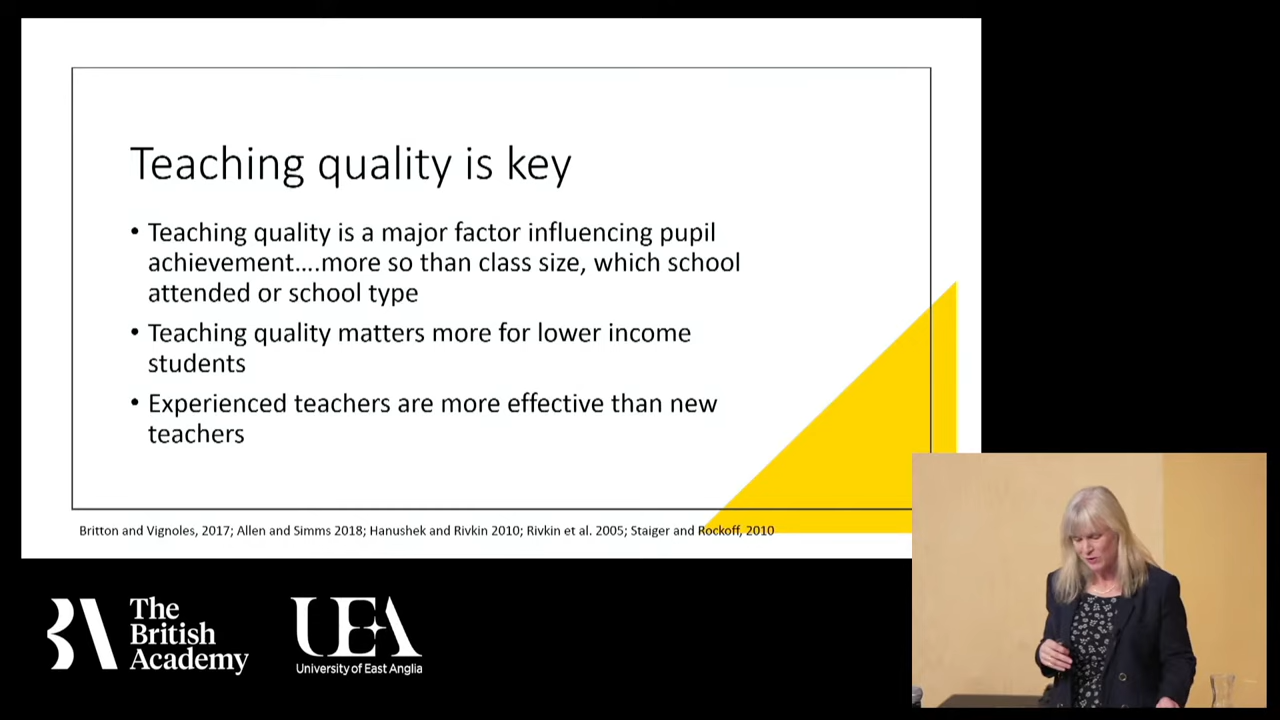 Teaching quality is key
• Teaching quality is a major factor influencing pupil
achievement....more so than class size, which school
attended or school type
• Teaching quality matters more for lower income
students
• Experienced teachers are more effective than new
teachers
Britton and Vignoles, 2017; Allen and Simms 2018; Hanushek and Rivkin 2010; Rivkin et al. 2005; Staiger and Rockoff, 2010
BA
The
British
Academy
UEA
University of East Anglia